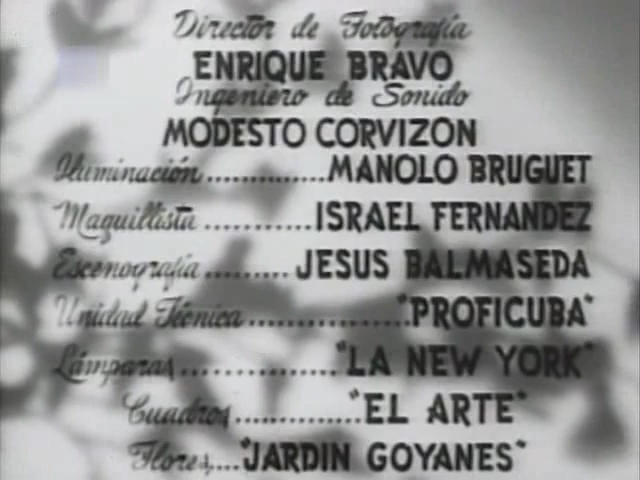 Director de Fotografía
ENRIQUE BRAVO
Ingeniero de Sonido
MODESTO CORVIZON
Iluminación.............MANOLO BRUGUET
Maquillista...........ISRAEL FERNANDEZ
Escenografía.........JESUS BALMASEDA
Unidad Técnica.............."PROFICUBA"
Lámparas..............."LA NEW YORK"
Cuadros............"EL ARTE"
Flores...."JARDIN GOYANES"